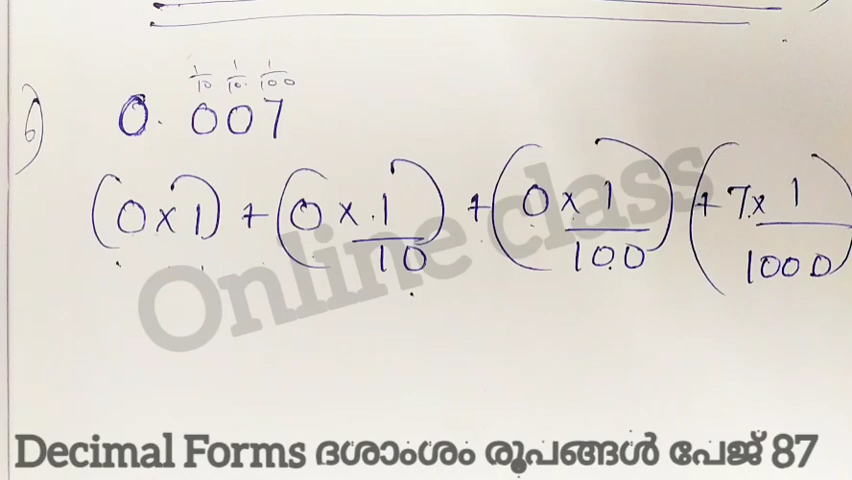 1/10 1/10. 1/100
6) 0.007
(0×1) + (0 × .1/10) + (0 × 1/100) (+ 7 × 1/1000)
Online class
Decimal Forms ദശാംശം രൂപങ്ങൾ പേജ് 87